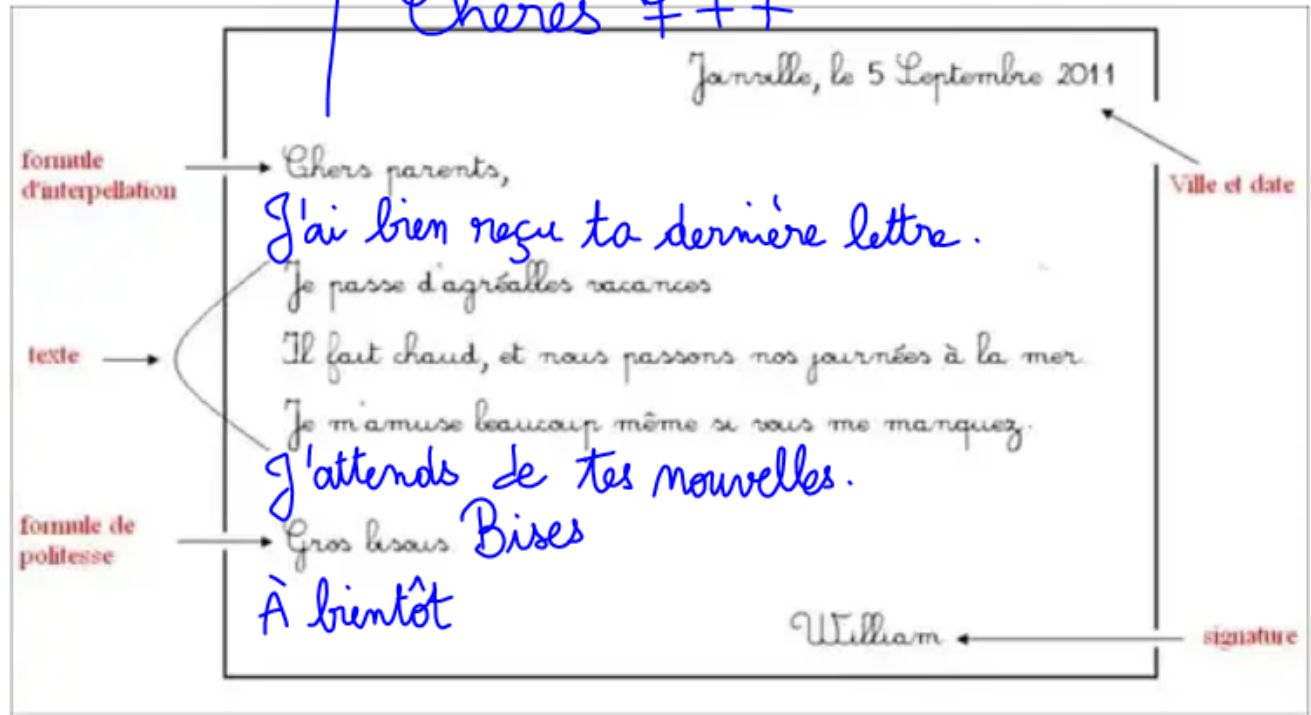 Chères
le 5 Septembre 2011
formule
d'interpellation
Chers parents,
Ville et date
J'ai bien reçu ta dernière lettre.
Je passe d'agréables vacances
texte
Il fait chaud, et nous passons nos journées à la mer.
Je m'amuse beaucoup même si vous me manquez.
J'attends de tes nouvelles.
formule de
politesse
Gros bisous. Bises
À bientôt
William
signature